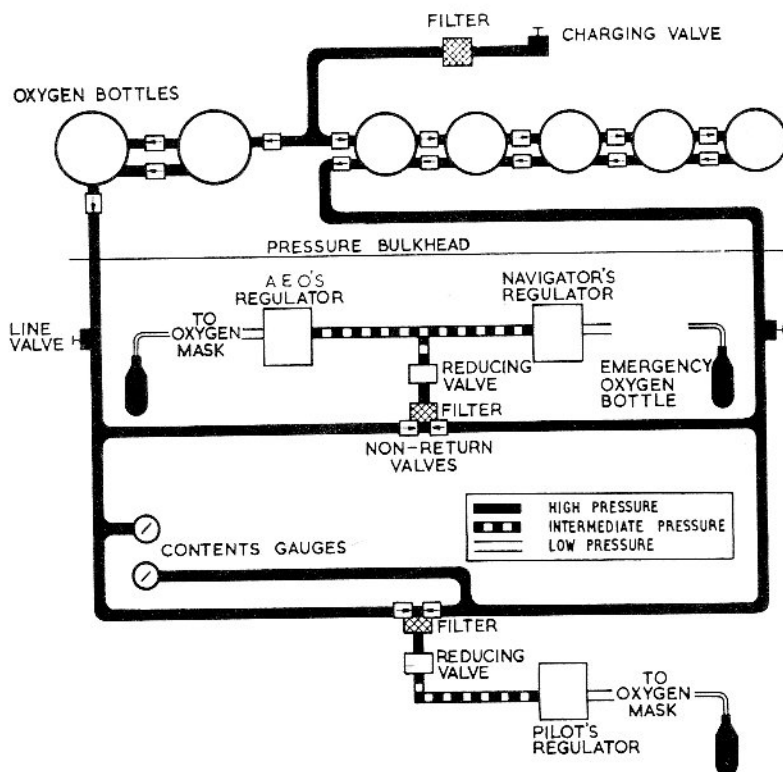 FILTER
CHARGING VALVE
OXYGEN BOTTLES
PRESSURE BULKHEAD
A E O'S
REGULATOR
NAVIGATOR'S
REGULATOR
LINE
VALVE
TO
OXYGEN
MASK
REDUCING
VALVE
EMERGENCY
OXYGEN
BOTTLE
FILTER
NON-RETURN
VALVES
HIGH PRESSURE
INTERMEDIATE PRESSURE
LOW PRESSURE
CONTENTS GAUGES
FILTER
REDUCING
VALVE
TO
OXYGEN
MASK
PILOT'S
REGULATOR